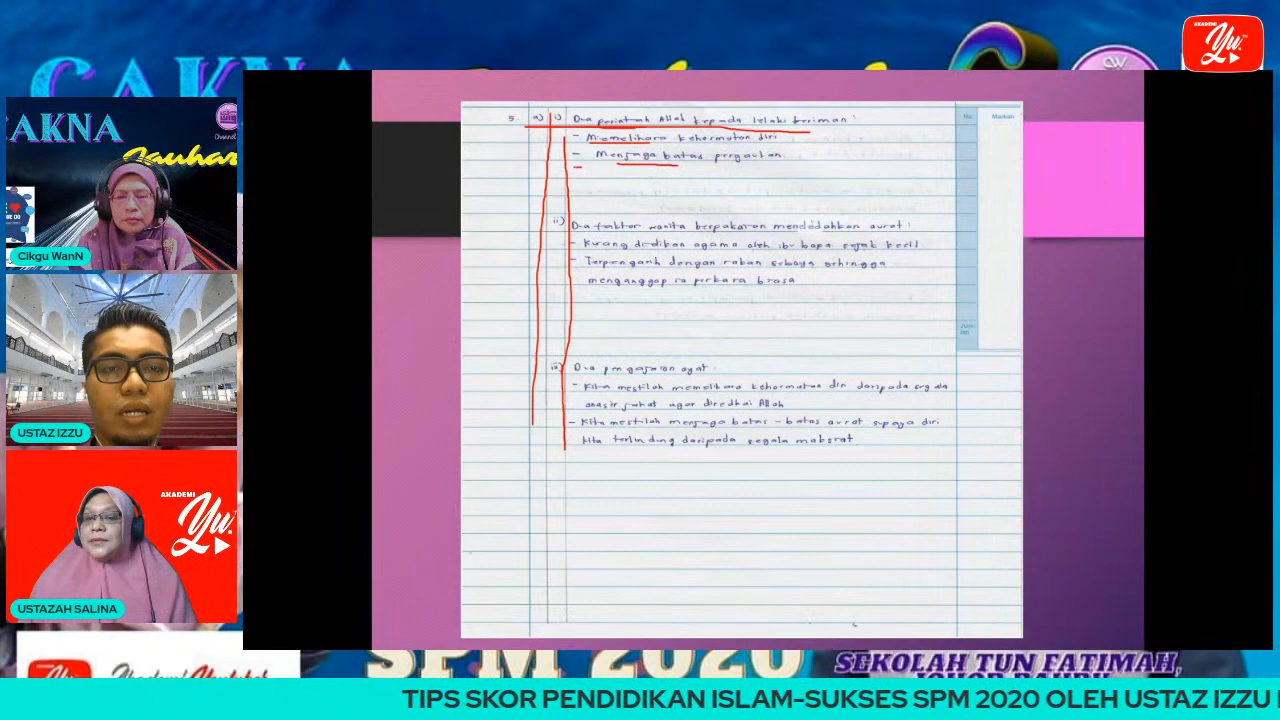 CAKNA
AKADEMI
Yu.
AKNA
Jauhar
Channel
Cikgu WanN
USTAZ IZZU
AKADEMI
Yu.
USTAZAH SALINA
5. a) i) Dua perintah Allah kepada lelaki beriman:
- Memelihara kehormatan diri
- Menjaga batas pergaulan.
ii) Dua faktor wanita berpakaian mendedahkan aurat:
- Kurang didikan agama oleh ibu bapa sejak kecil
- Terpengaruh dengan rakan sebaya sehingga
menganggap ia perkara biasa
iii) Dua pengajaran ayat:
- Kita mestilah memelihara kehormatan diri daripada segala
anasir jahat agar diredhai Allah
- Kita mestilah menjaga batas-batas aurat supaya diri
kita terlindung daripada segala maksiat
No.
Markah
SPM 2020
SEKOLAH TUN FATIMAH,
JOHOR BAHRU
TIPS SKOR PENDIDIKAN ISLAM-SUKSES SPM 2020 OLEH USTAZ IZZU